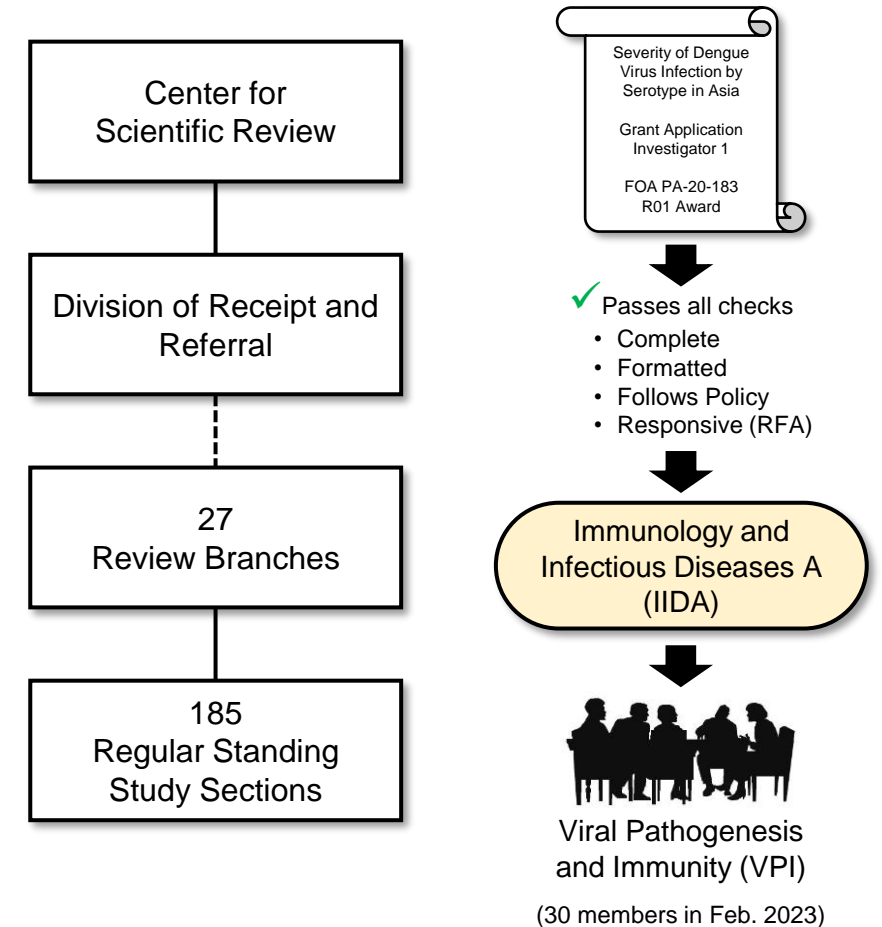 Center for
Scientific Review
Division of Receipt and
Referral
27
Review Branches
185
Regular Standing
Study Sections
Severity of Dengue
Virus Infection by
Serotype in Asia
Grant Application
Investigator 1
FOA PA-20-183
R01 Award
Passes all checks
• Complete
• Formatted
• Follows Policy
• Responsive (RFA)
Immunology and
Infectious Diseases A
(IIDA)
Viral Pathogenesis
and Immunity (VPI)
(30 members in Feb. 2023)